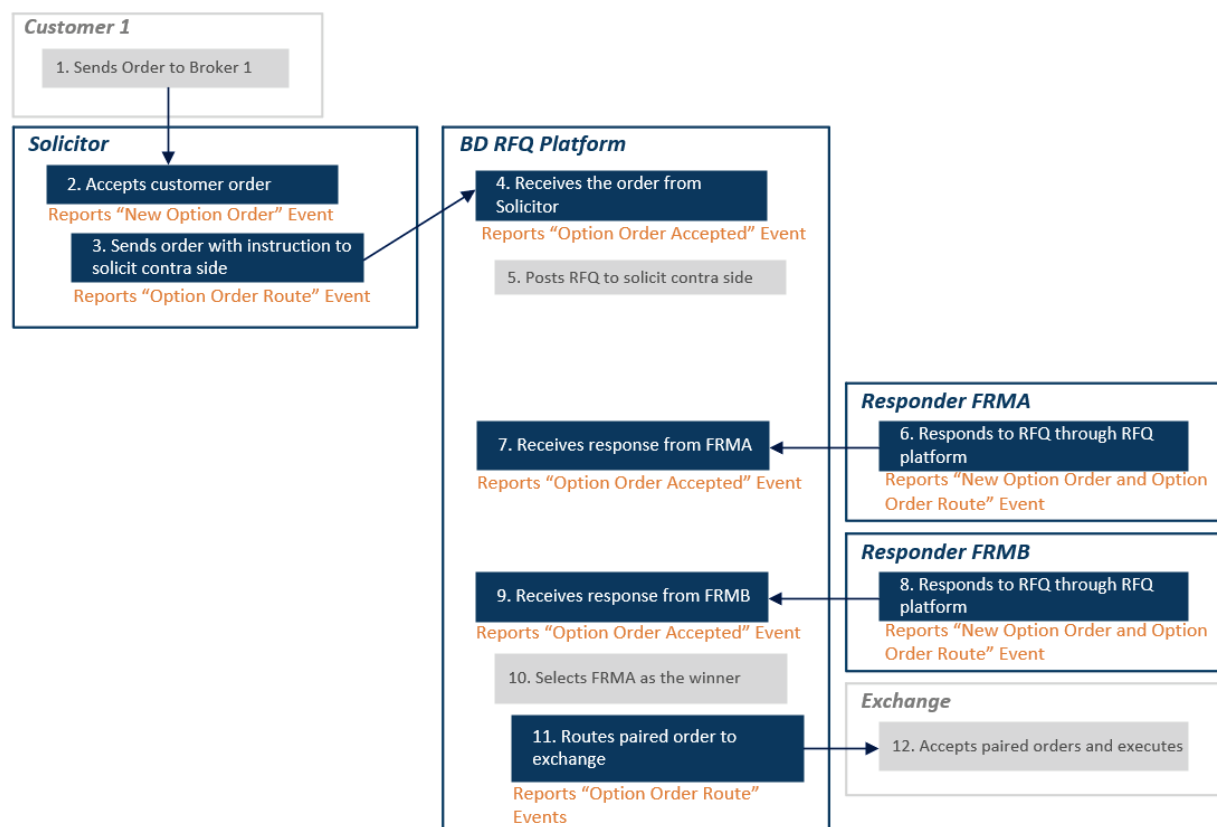 Customer 1
1. Sends Order to Broker 1
Solicitor
2. Accepts customer order
Reports “New Option Order” Event
3. Sends order with instruction to
solicit contra side
Reports “Option Order Route” Event
BD RFQ Platform
4. Receives the order from
Solicitor
Reports “Option Order Accepted” Event
5. Posts RFQ to solicit contra side
Responder FRMA
6. Responds to RFQ through RFQ
platform
Reports “New Option Order and Option
Order Route” Event
7. Receives response from FRMA
Reports “Option Order Accepted” Event
Responder FRMB
8. Responds to RFQ through RFQ
platform
Reports “New Option Order and Option
Order Route” Event
9. Receives response from FRMB
Reports “Option Order Accepted” Event
10. Selects FRMA as the winner
11. Routes paired order to
exchange
Reports “Option Order Route”
Events
Exchange
12. Accepts paired orders and executes